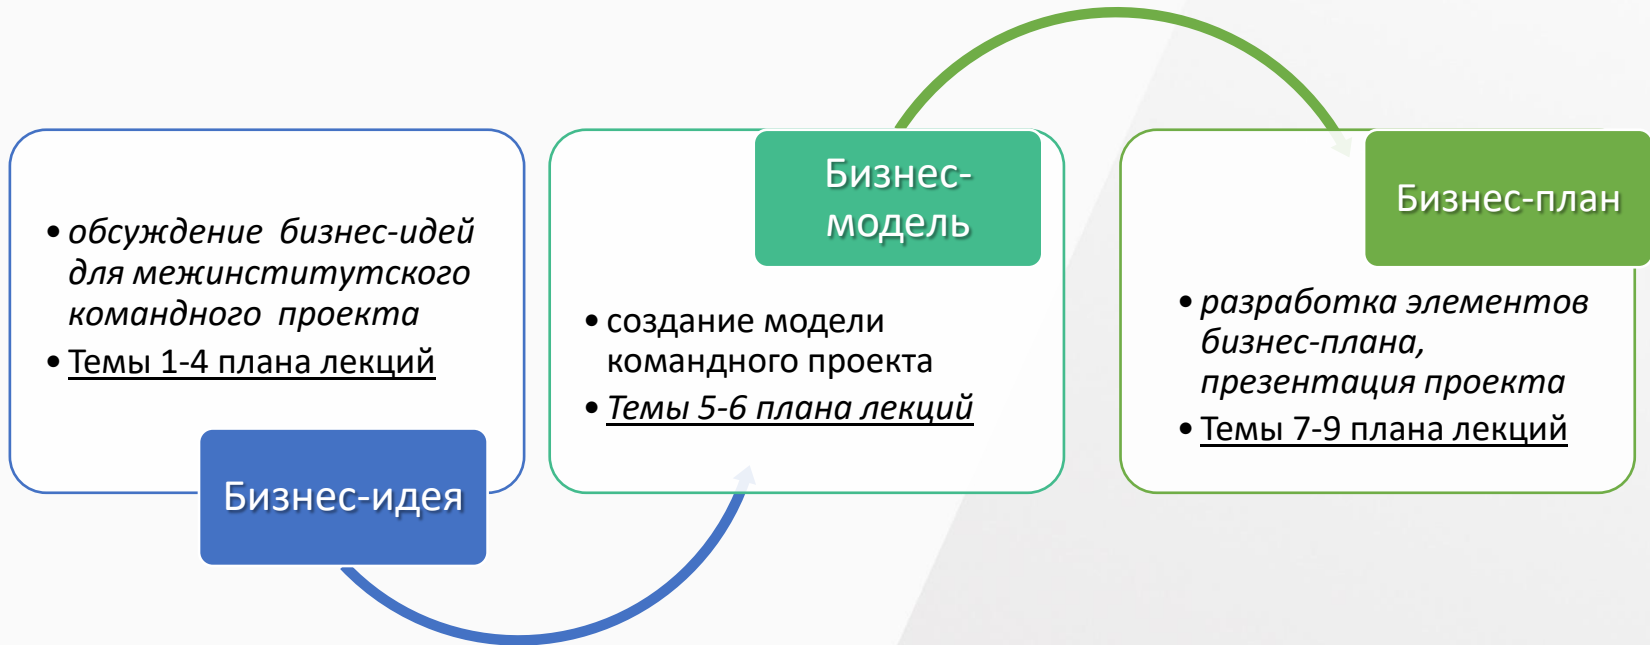 • обсуждение бизнес-идей
для межинститутского
командного проекта
• Темы 1-4 плана лекций
Бизнес-идея
Бизнес-
модель
• создание модели
командного проекта
• Темы 5-6 плана лекций
Бизнес-план
• разработка элементов
бизнес-плана,
презентация проекта
• Темы 7-9 плана лекций